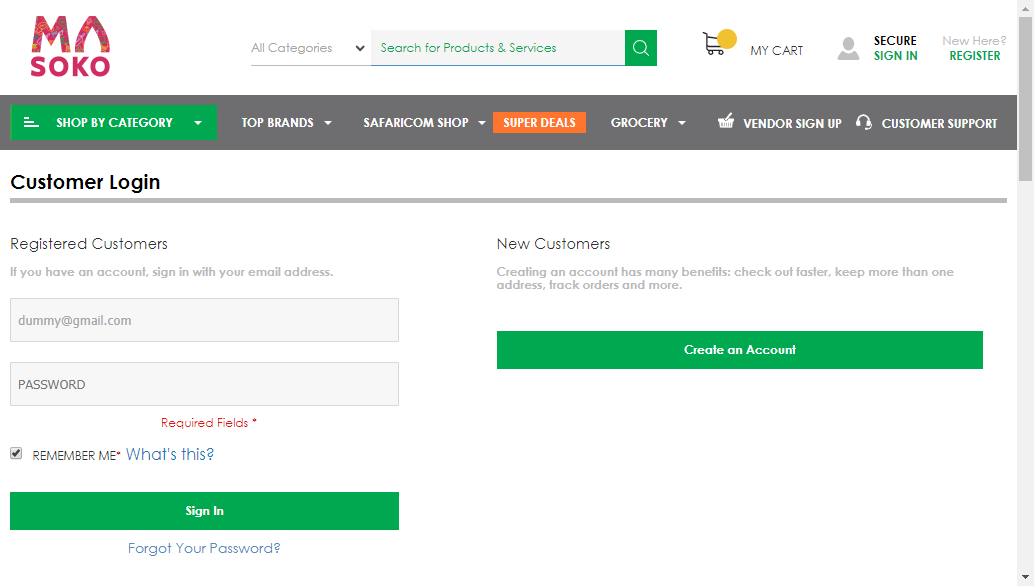 MA
SOKO
All Categories
Search for Products & Services
MY CART
SECURE
SIGN IN
New Here?
REGISTER
SHOP BY CATEGORY
TOP BRANDS
SAFARICOM SHOP
SUPER DEALS
GROCERY
VENDOR SIGN UP
CUSTOMER SUPPORT
Customer Login
Registered Customers
If you have an account, sign in with your email address.
dummy@gmail.com
PASSWORD
Required Fields *
REMEMBER ME* What's this?
Sign In
Forgot Your Password?
New Customers
Creating an account has many benefits: check out faster, keep more than one
address, track orders and more.
Create an Account